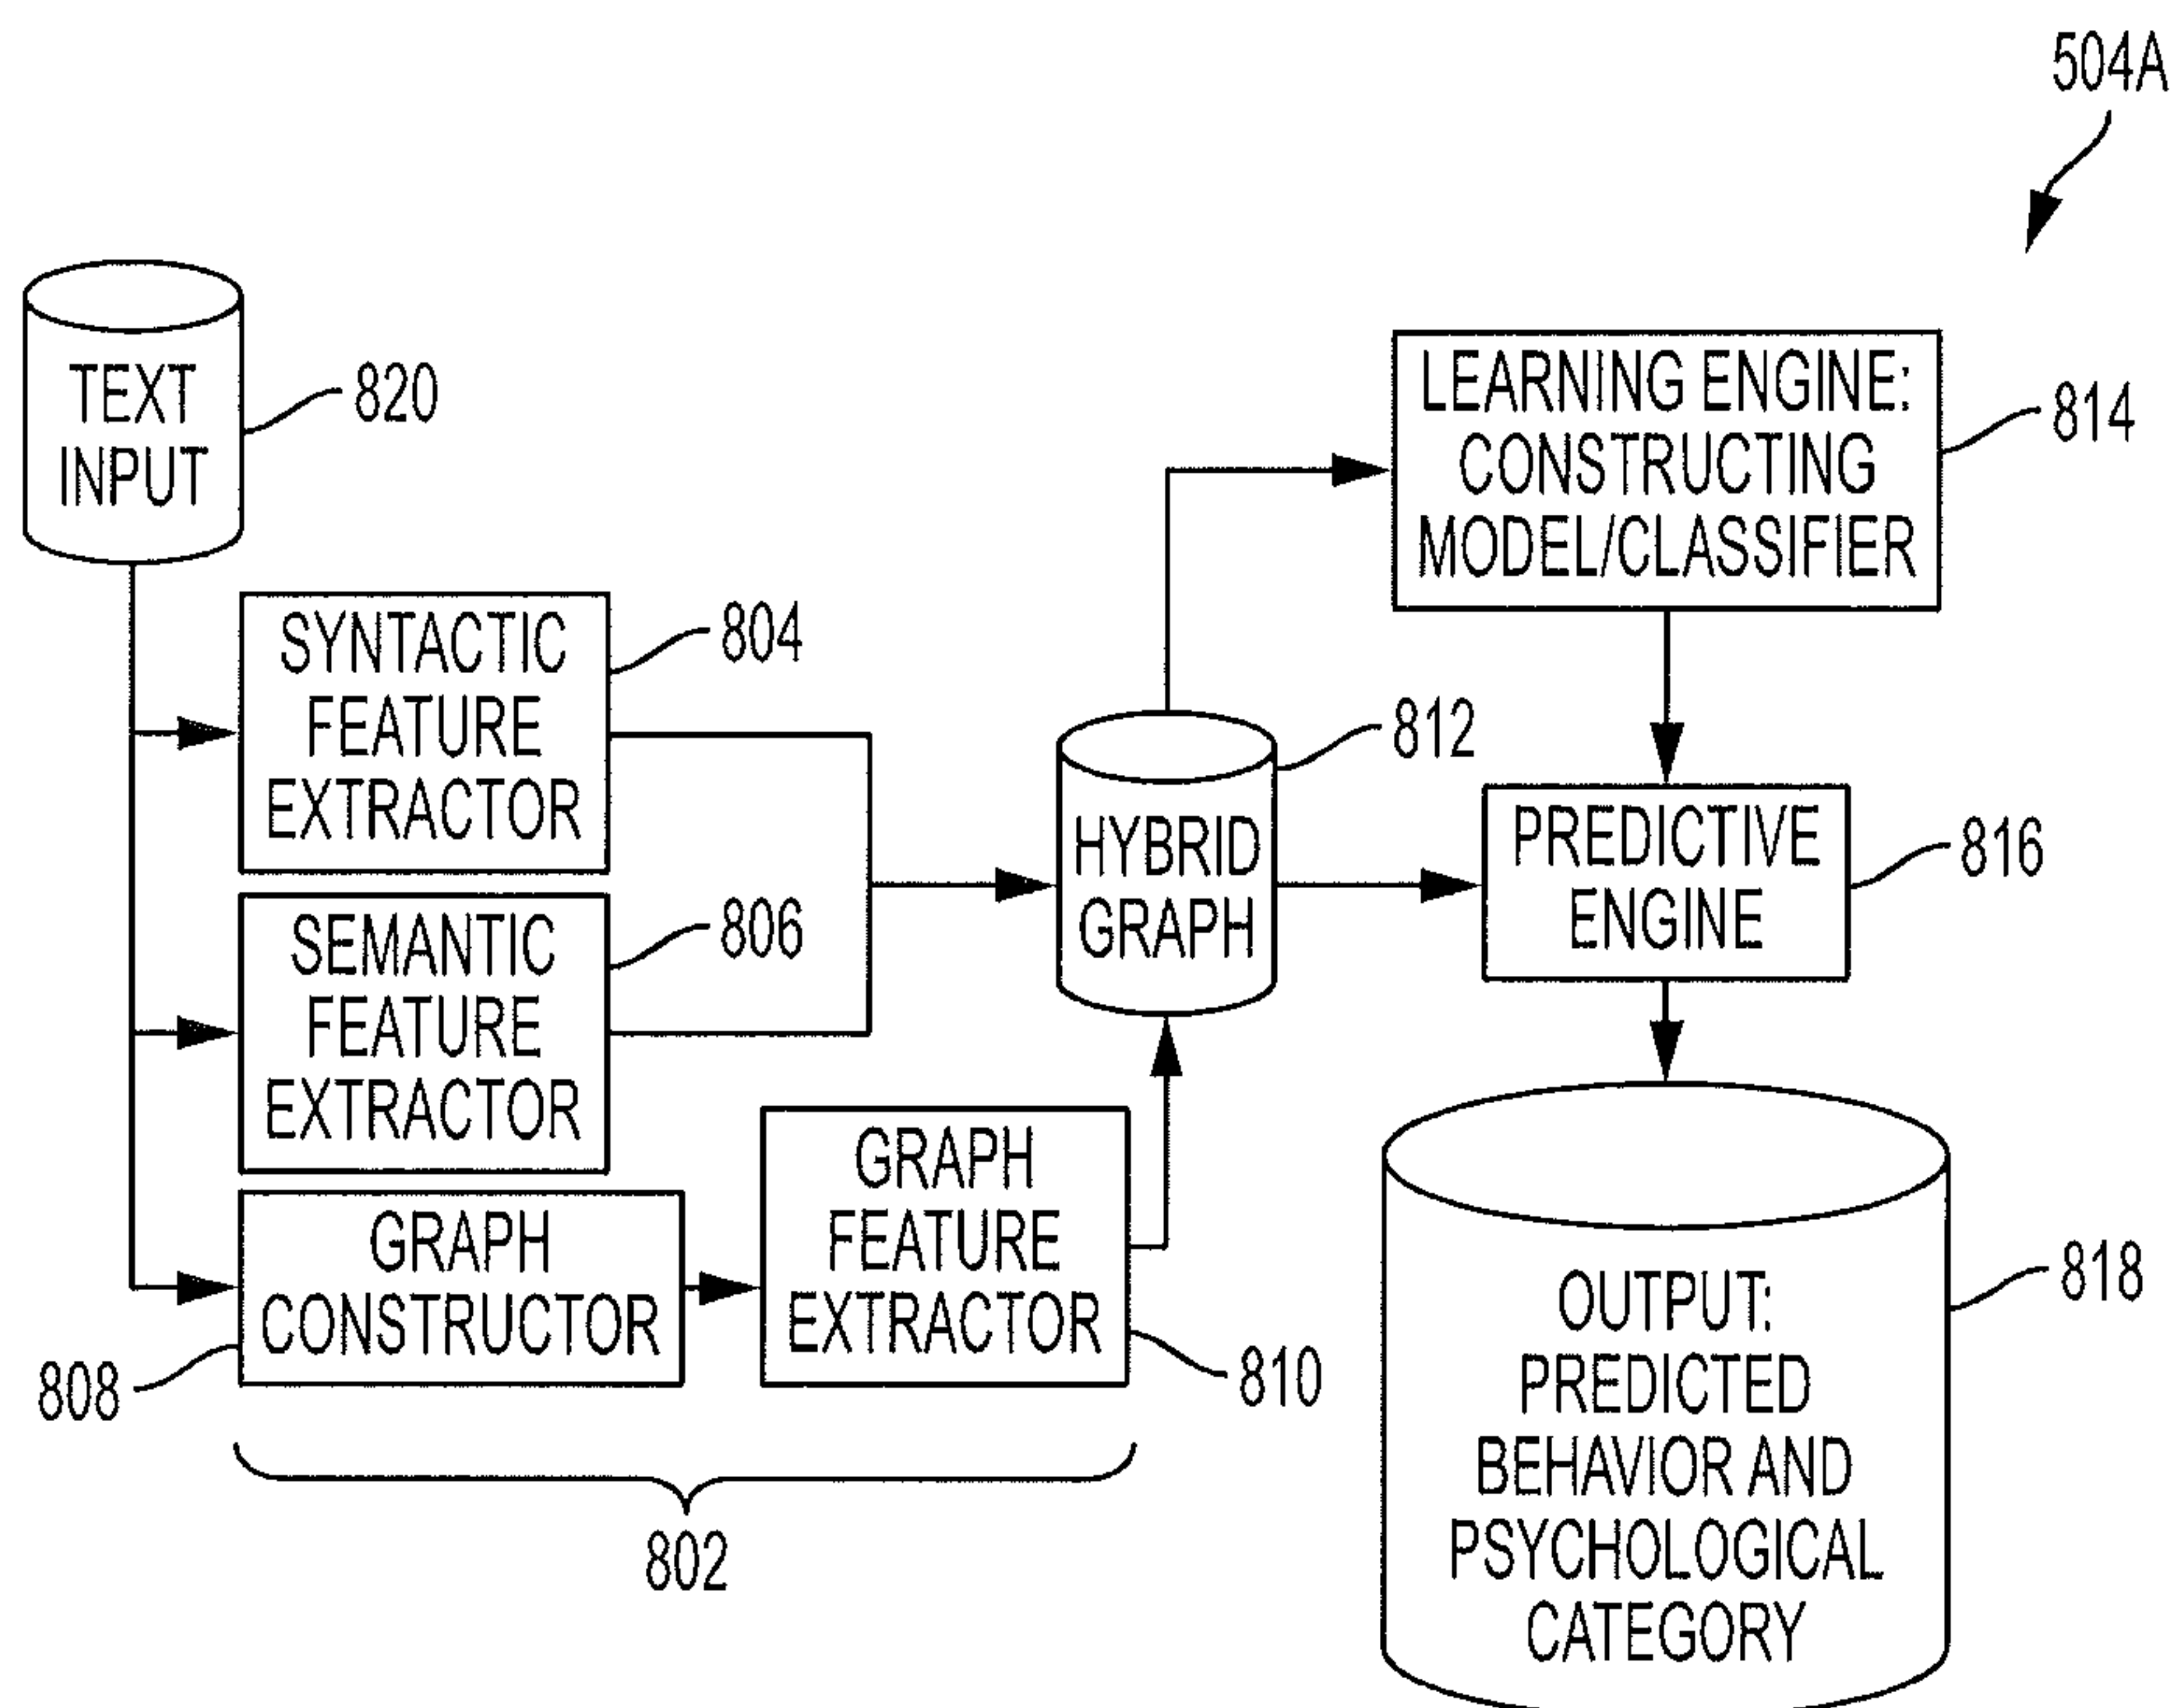 504A
TEXT
INPUT
820
LEARNING ENGINE:
CONSTRUCTING
MODEL/CLASSIFIER
814
SYNTACTIC
FEATURE
EXTRACTOR
804
SEMANTIC
FEATURE
EXTRACTOR
806
HYBRID
GRAPH
812
PREDICTIVE
ENGINE
816
GRAPH
CONSTRUCTOR
808
GRAPH
FEATURE
EXTRACTOR
810
802
OUTPUT:
PREDICTED
BEHAVIOR AND
PSYCHOLOGICAL
CATEGORY
818